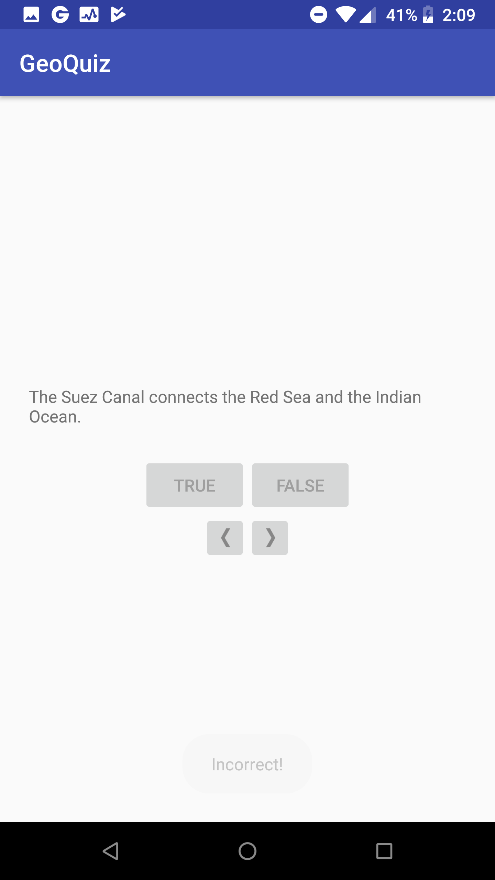 41% 2:09
GeoQuiz
The Suez Canal connects the Red Sea and the Indian
Ocean.
TRUE FALSE
Incorrect!